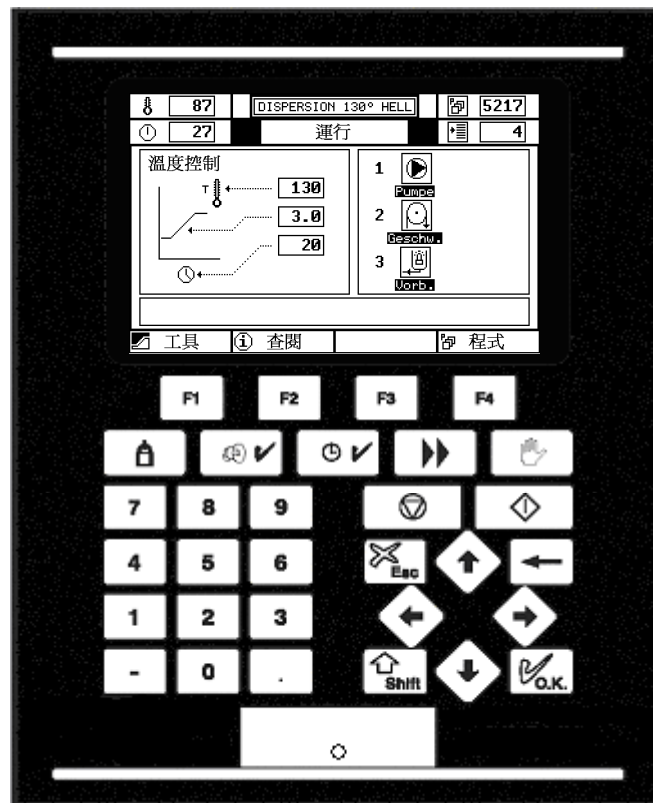 87 DISPERSION 130° HELL 5217
27 運行 4
溫度控制
T 130
3.0
20
1
Pumpe
2
Geschw.
3
Vorb.
工具 i 查閱 程式
F1 F2 F3 F4
7 8 9
4 5 6 Esc
1 2 3
- 0 . Shift O.K.